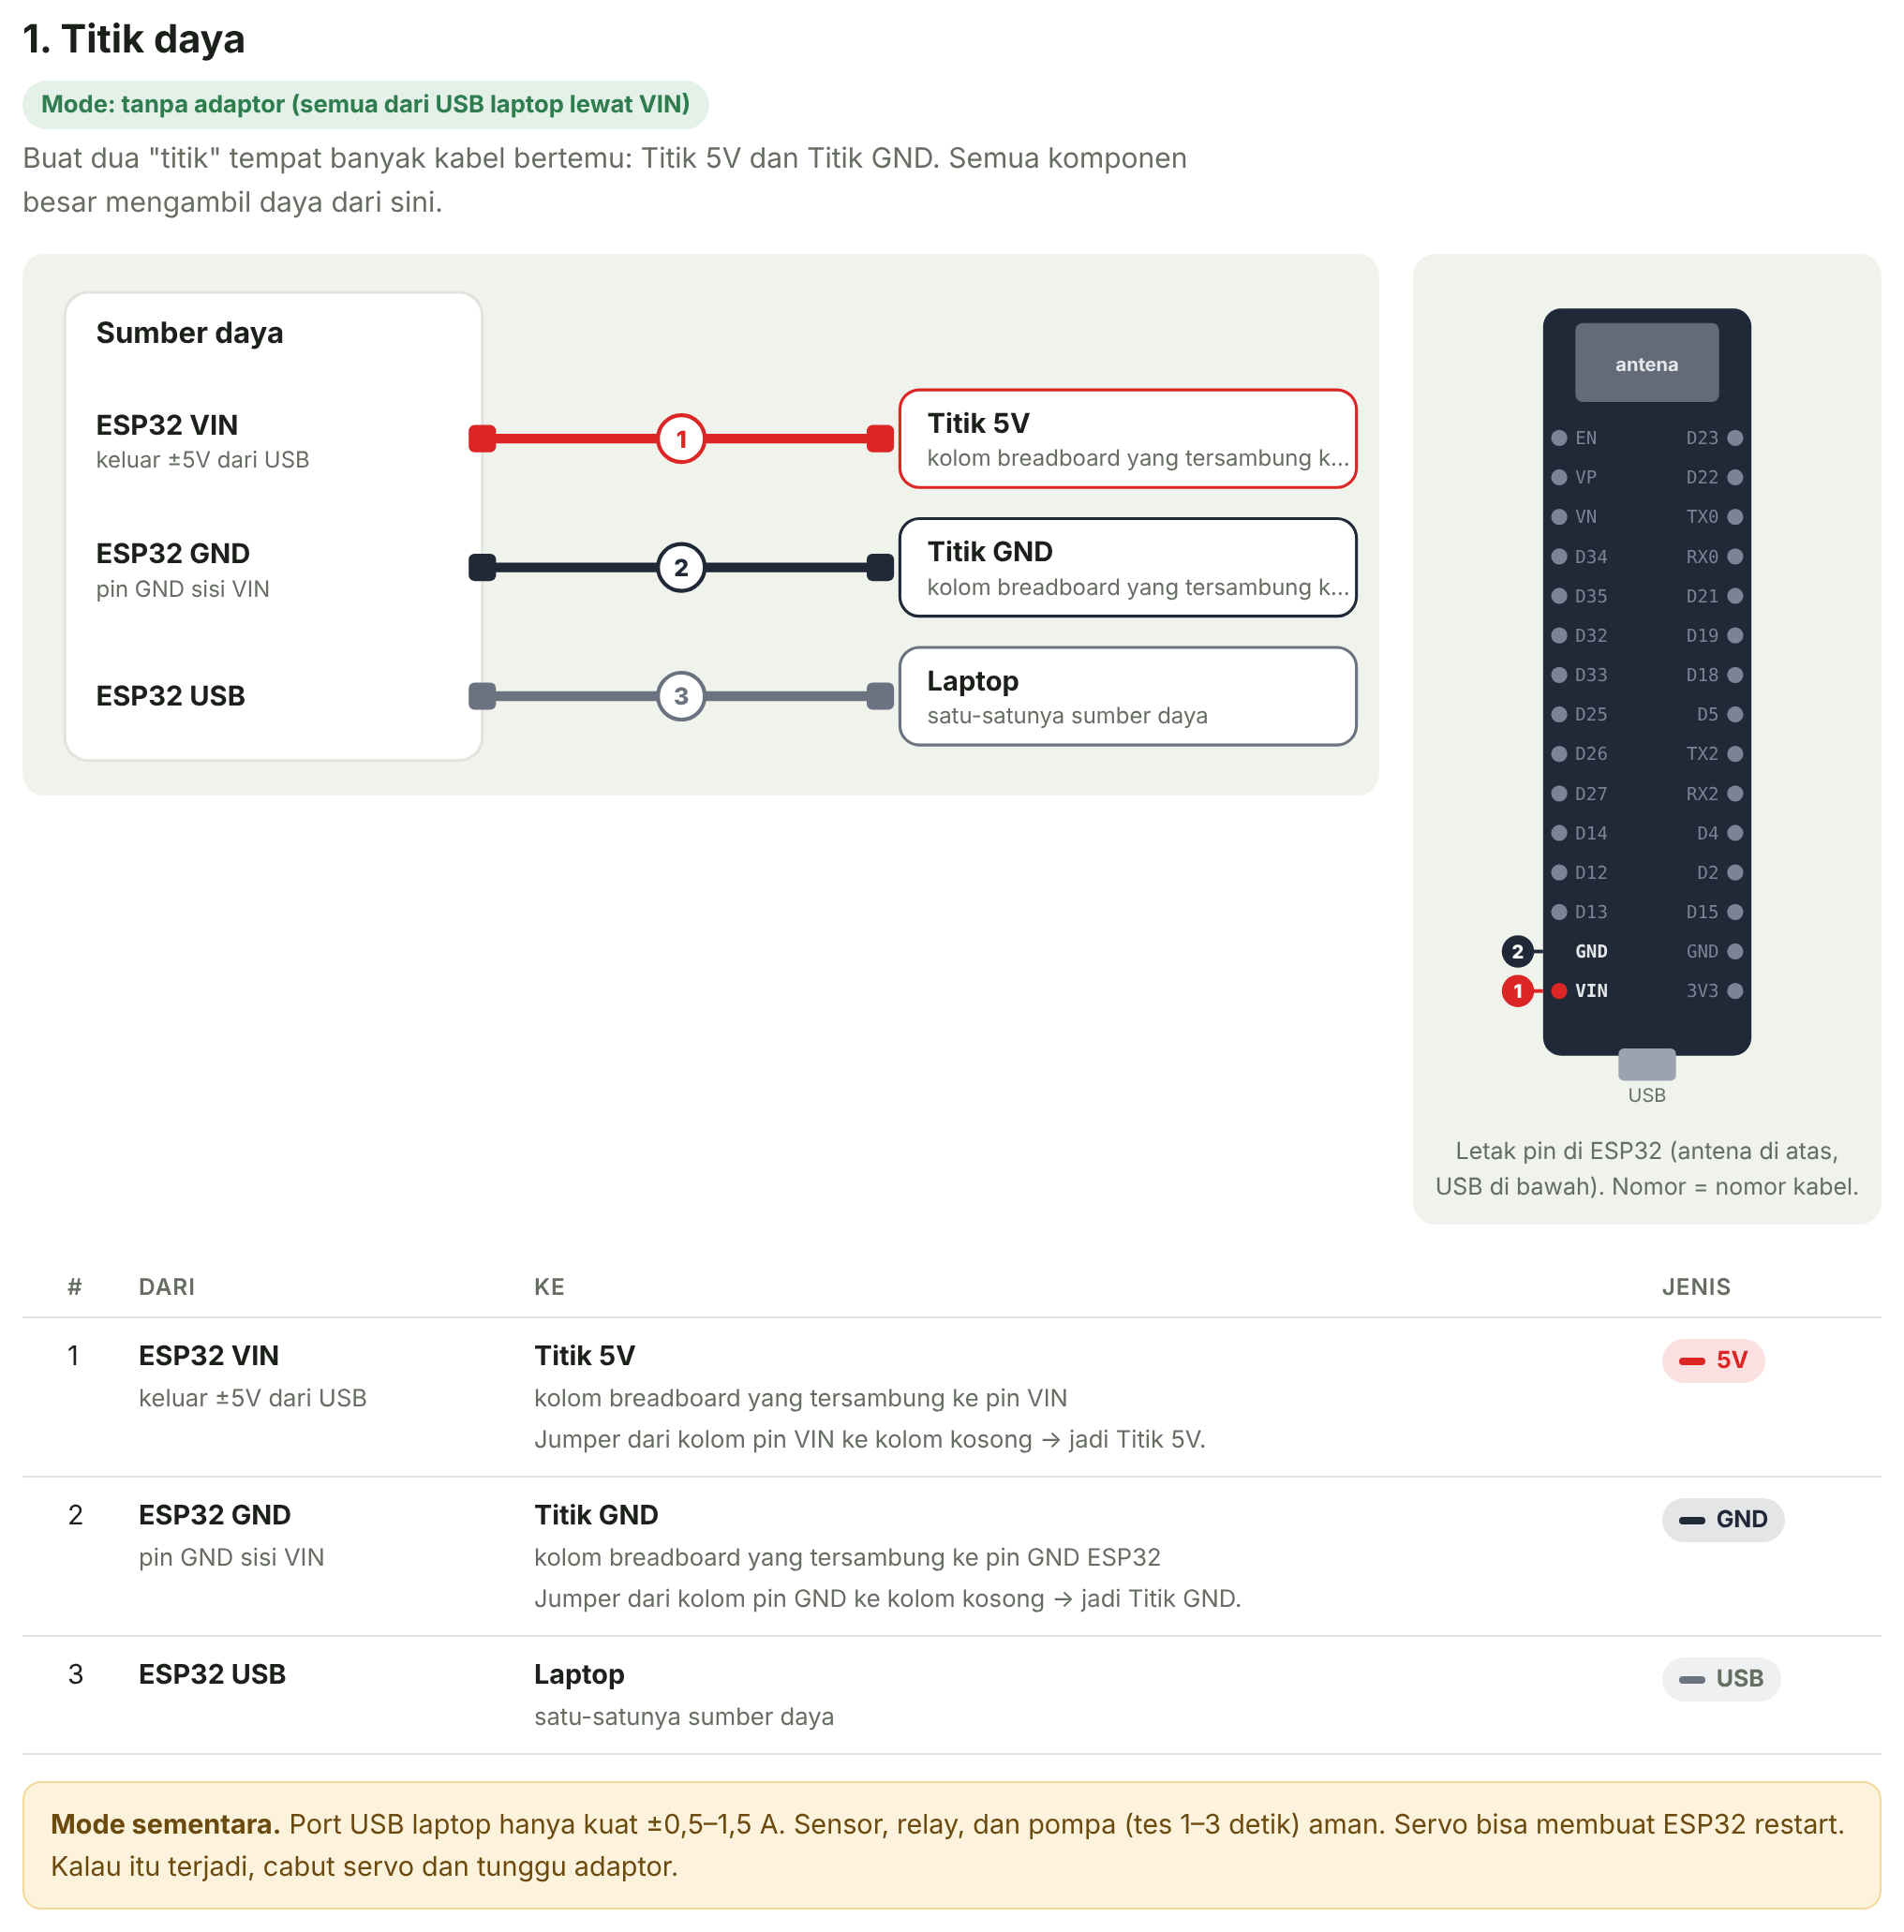 1. Titik daya
Mode: tanpa adaptor (semua dari USB laptop lewat VIN)
Buat dua "titik" tempat banyak kabel bertemu: Titik 5V dan Titik GND. Semua komponen
besar mengambil daya dari sini.
Sumber daya
ESP32 VIN
keluar ±5V dari USB
1
Titik 5V
kolom breadboard yang tersambung k...
ESP32 GND
pin GND sisi VIN
2
Titik GND
kolom breadboard yang tersambung k...
ESP32 USB
3
Laptop
satu-satunya sumber daya
antena
EN D23
VP D22
VN TX0
D34 RX0
D35 D21
D32 D19
D33 D18
D25 D5
D26 TX2
D27 RX2
D14 D4
D12 D2
D13 D15
2 GND GND
1 VIN 3V3
USB
Letak pin di ESP32 (antena di atas,
USB di bawah). Nomor = nomor kabel.
# DARI KE JENIS
1 ESP32 VIN Titik 5V 5V
keluar ±5V dari USB kolom breadboard yang tersambung ke pin VIN
Jumper dari kolom pin VIN ke kolom kosong → jadi Titik 5V.
2 ESP32 GND Titik GND GND
pin GND sisi VIN kolom breadboard yang tersambung ke pin GND ESP32
Jumper dari kolom pin GND ke kolom kosong → jadi Titik GND.
3 ESP32 USB Laptop USB
satu-satunya sumber daya
Mode sementara. Port USB laptop hanya kuat ±0,5–1,5 A. Sensor, relay, dan pompa (tes 1–3 detik) aman. Servo bisa membuat ESP32 restart.
Kalau itu terjadi, cabut servo dan tunggu adaptor.